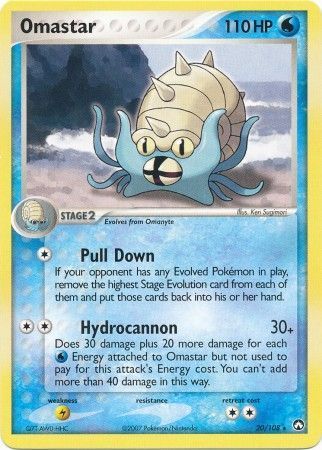 Omastar 110 HP
STAGE 2
Evolves from Omanyte
Illus. Ken Sugimori
Pull Down
If your opponent has any Evolved Pokémon in play,
remove the highest Stage Evolution card from each
of them and put those cards back into his or her hand.
Hydrocannon 30+
Does 30 damage plus 20 more damage for each
Energy attached to Omastar but not used
to pay for this attack's Energy cost. You can't add
more than 40 damage in this way.
weakness resistance retreat cost
©2007 Pokémon/Nintendo 20/108